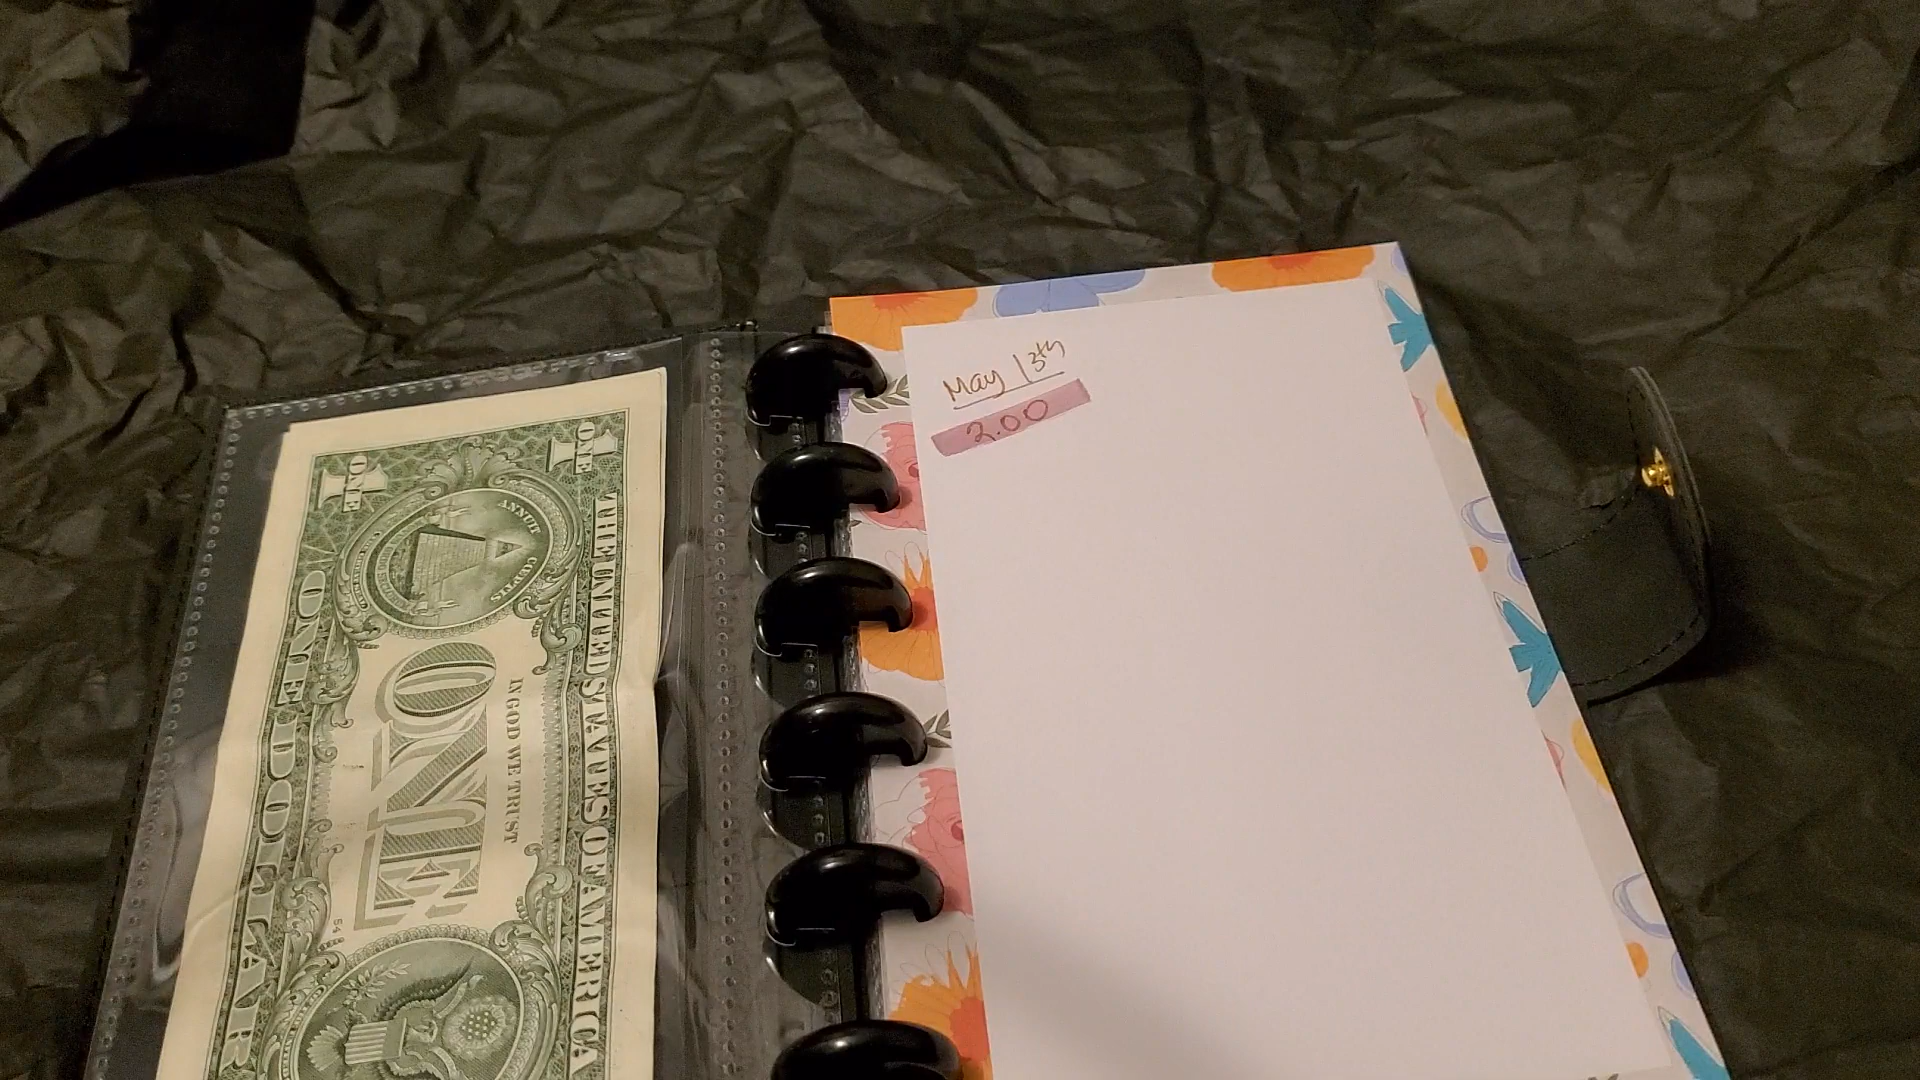 May 13th
2.00
ONE
ONE
THE UNITED STATES OF AMERICA
ANNUIT
COEPTIS
IN GOD WE TRUST
ONE
ONE DOLLAR
541